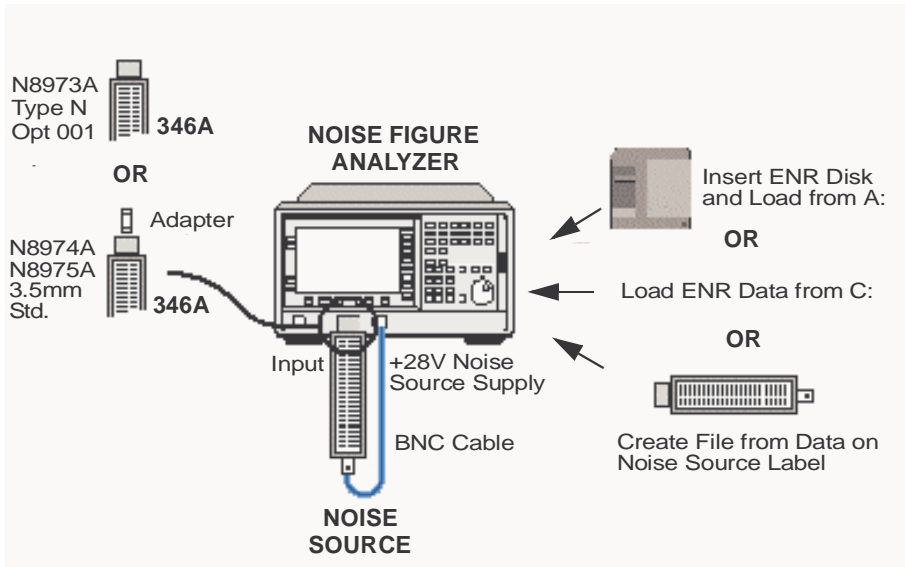 N8973A
Type N
Opt 001
346A
OR
Adapter
N8974A
N8975A
3.5mm
Std.
346A
NOISE FIGURE
ANALYZER
Input
+28V Noise
Source Supply
BNC Cable
NOISE
SOURCE
Insert ENR Disk
and Load from A:
OR
Load ENR Data from C:
OR
Create File from Data on
Noise Source Label